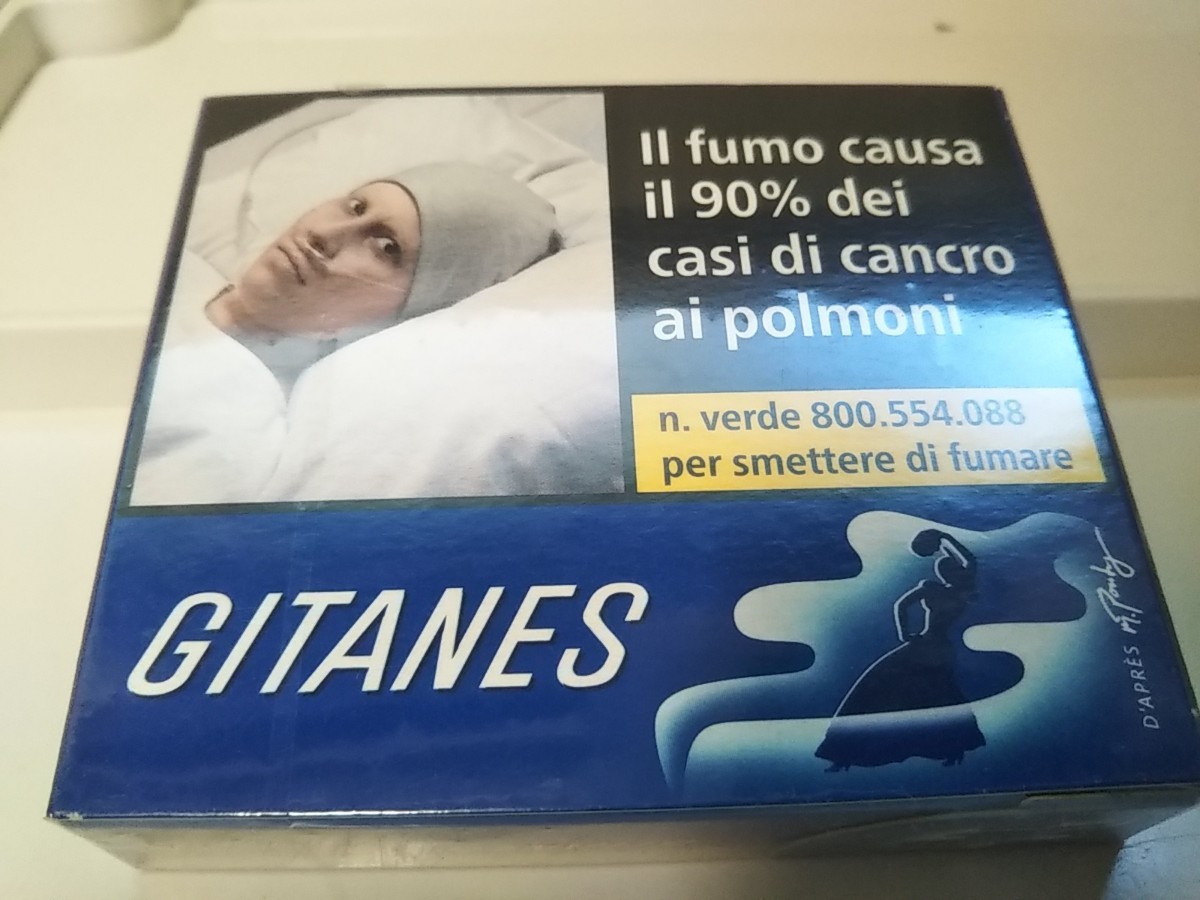 Il fumo causa
il 90% dei
casi di cancro
ai polmoni
n. verde 800.554.088
per smettere di fumare
GITANES
D'APRÈS M. Ponty